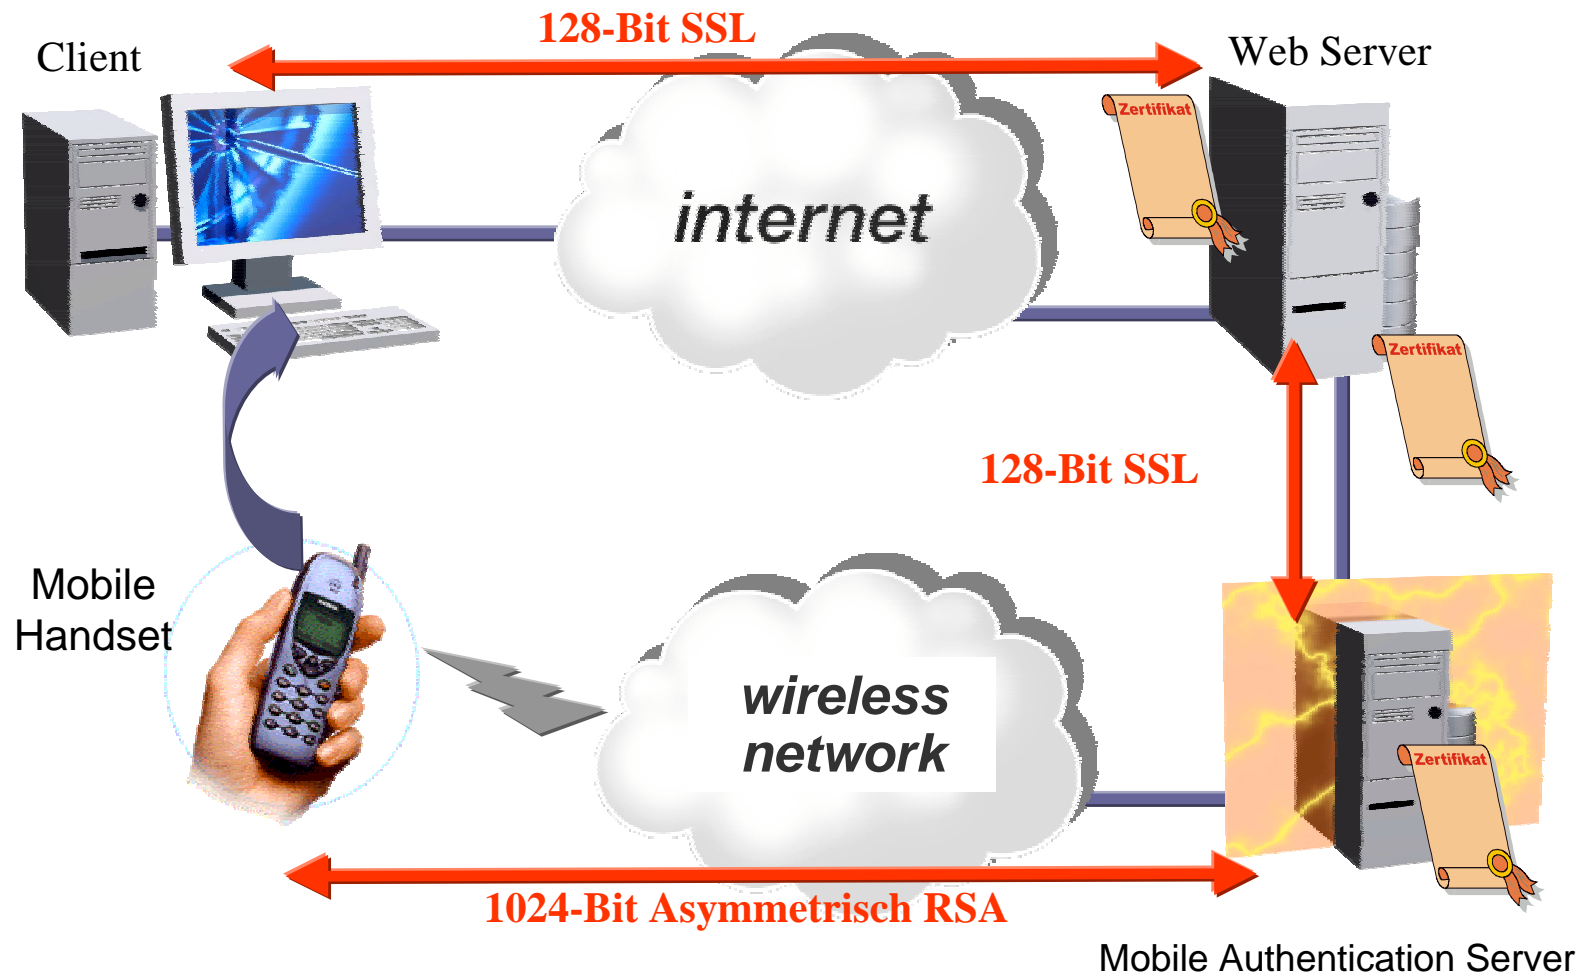 128-Bit SSL
Client
Web Server
Zertifikat
internet
Zertifikat
128-Bit SSL
Mobile
Handset
wireless
network
Zertifikat
1024-Bit Asymmetrisch RSA
Mobile Authentication Server